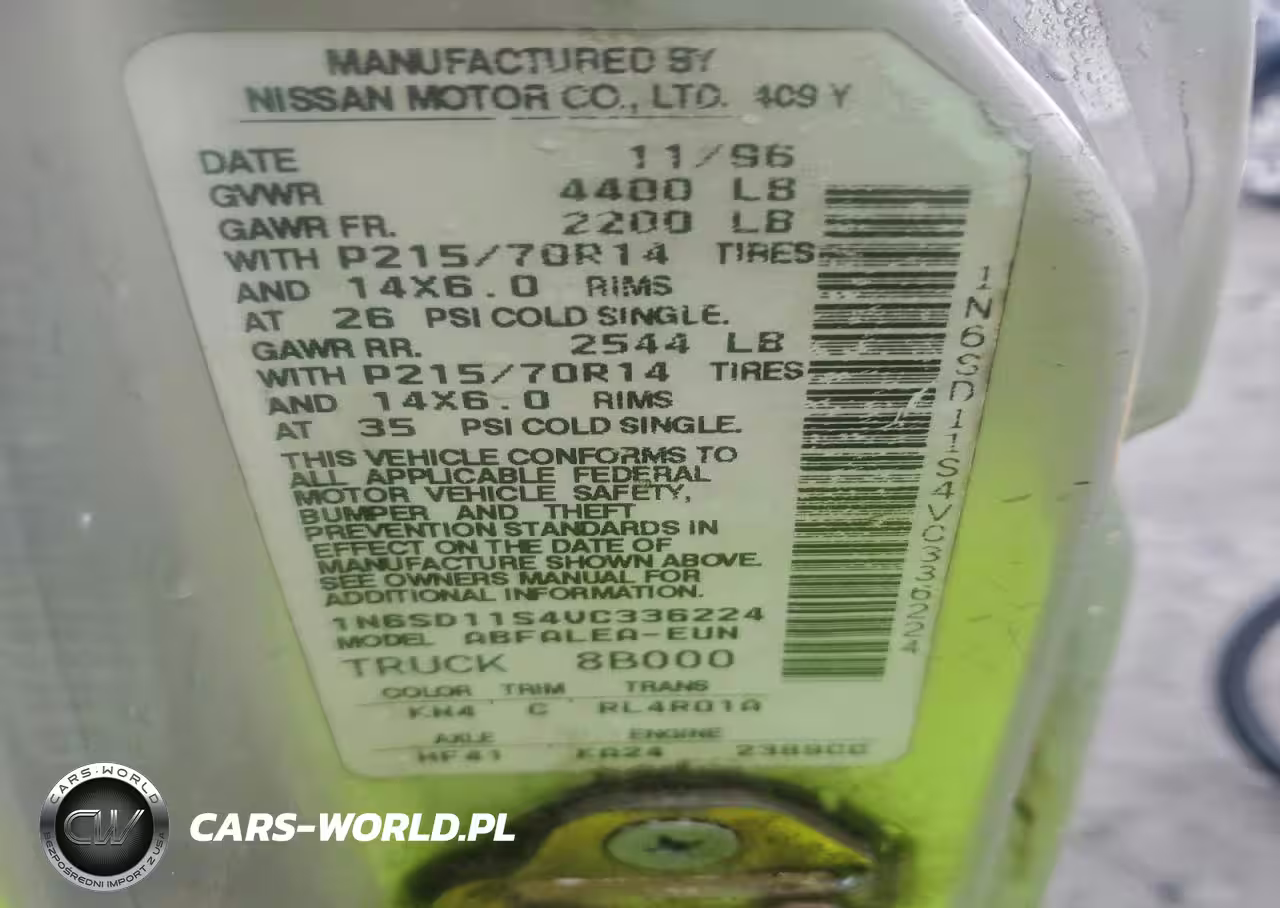 MANUFACTURED BY
NISSAN MOTOR CO., LTD. 409 Y
DATE 11/96
GVWR 4400 LB
GAWR FR. 2200 LB
WITH P215/70R14 TIRES
AND 14X6.0 RIMS
AT 26 PSI COLD SINGLE.
GAWR RR. 2544 LB
WITH P215/70R14 TIRES
AND 14X6.0 RIMS
AT 35 PSI COLD SINGLE.
THIS VEHICLE CONFORMS TO
ALL APPLICABLE FEDERAL
MOTOR VEHICLE SAFETY,
BUMPER AND THEFT
PREVENTION STANDARDS IN
EFFECT ON THE DATE OF
MANUFACTURE SHOWN ABOVE.
SEE OWNERS MANUAL FOR
ADDITIONAL INFORMATION.
1N6SD11S4VC336224
MODEL ABFALEA-EUN
TRUCK 8B000
COLOR TRIM TRANS
KH4 C RL4R01A
AXLE ENGINE
HF41 KA24 2389CC
1N6SD11S4VC336224
CARS-WORLD
CW
BEZPOŚREDNI IMPORT Z USA
CARS-WORLD.PL